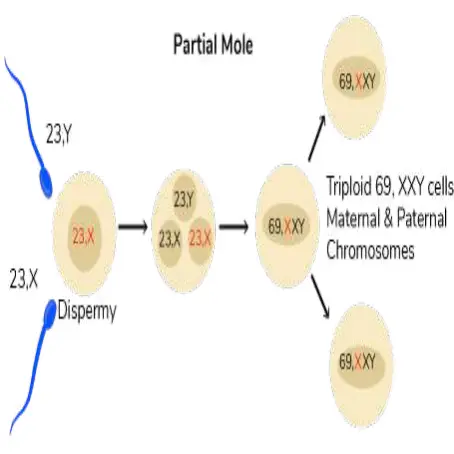 Partial Mole
23,Y
23,X
Dispermy
23,X
23,Y
23,X 23,X
69,XXY
69,XXY
Triploid 69, XXY cells
Maternal & Paternal
Chromosomes
69,XXY